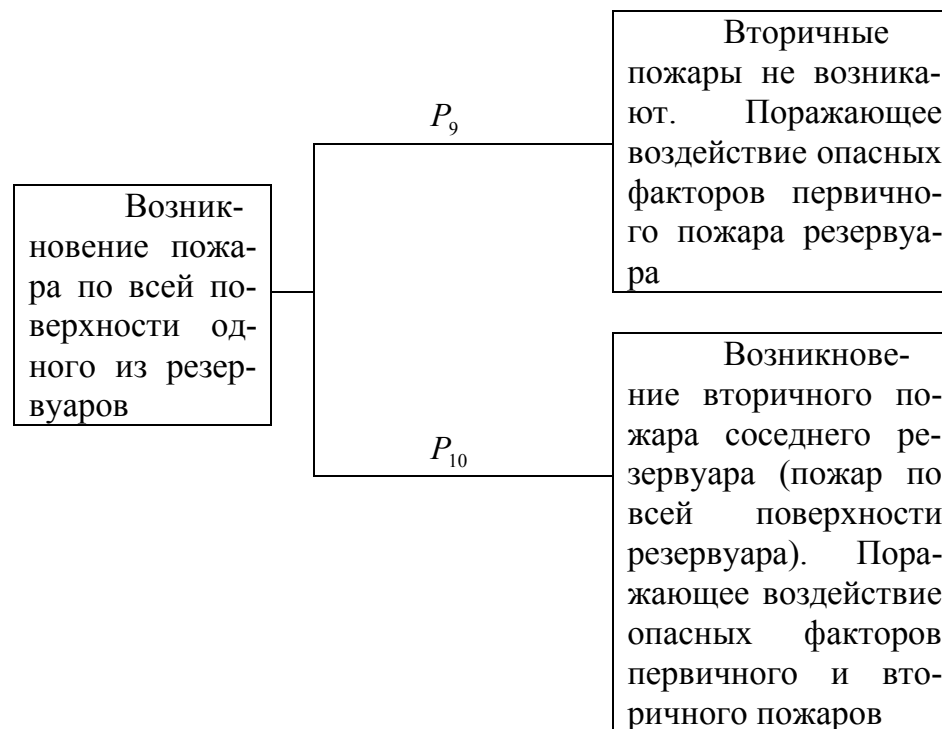 Возник-
новение пожа-
ра по всей по-
верхности од-
ного из резер-
вуаров
P9
Вторичные
пожары не возника-
ют. Поражающее
воздействие опасных
факторов первично-
го пожара резервуа-
ра
P10
Возникнове-
ние вторичного по-
жара соседнего ре-
зервуара (пожар по
всей поверхности
резервуара). Пора-
жающее воздействие
опасных факторов
первичного и вто-
ричного пожаров